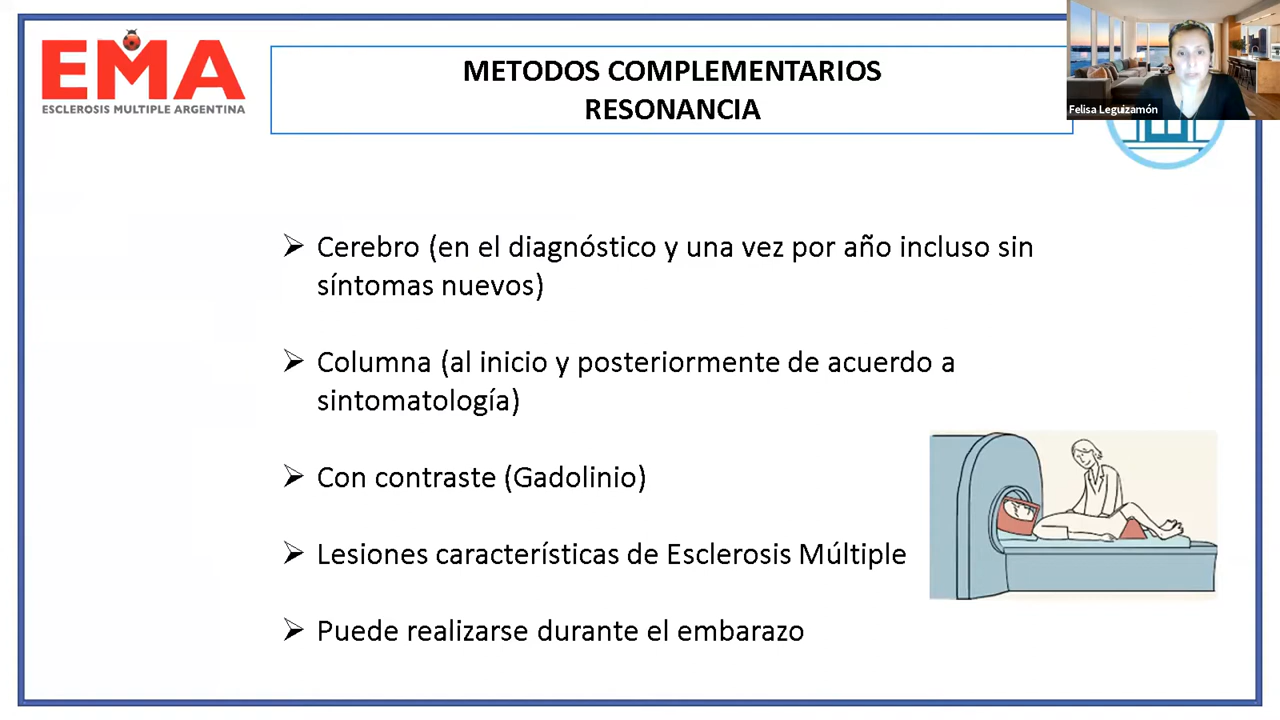 EMA
ESCLEROSIS MULTIPLE ARGENTINA
METODOS COMPLEMENTARIOS
RESONANCIA
Felisa Leguizamón
➢ Cerebro (en el diagnóstico y una vez por año incluso sin
síntomas nuevos)
➢ Columna (al inicio y posteriormente de acuerdo a
sintomatología)
➢ Con contraste (Gadolinio)
➢ Lesiones características de Esclerosis Múltiple
➢ Puede realizarse durante el embarazo